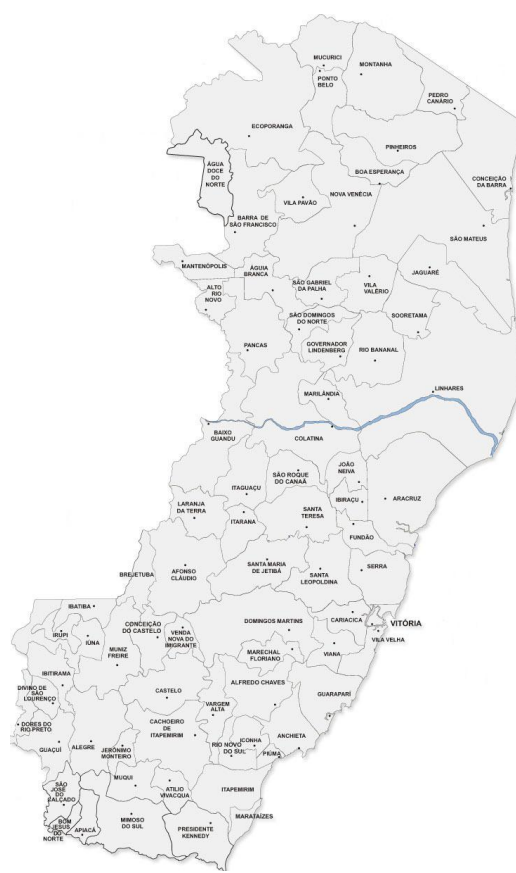 MUCURICI
MONTANHA
PONTO
BELO
PEDRO
CANÁRIO
ECOPORANGA
PINHEIROS
ÁGUA
DOCE
DO
NORTE
BOA ESPERANÇA
CONCEIÇÃO
DA BARRA
VILA PAVÃO
NOVA VENÉCIA
BARRA DE
SÃO FRANCISCO
SÃO MATEUS
MANTENÓPOLIS
ÁGUIA
BRANCA
JAGUARÉ
ALTO
RIO
NOVO
SÃO GABRIEL
DA PALHA
VILA
VALÉRIO
SÃO DOMINGOS
DO NORTE
SOORETAMA
PANCAS
GOVERNADOR
LINDENBERG
RIO BANANAL
LINHARES
MARILÂNDIA
BAIXO
GUANDU
COLATINA
SÃO ROQUE
DO CANAÃ
JOÃO
NEIVA
ITAGUAÇU
IBIRAÇU
ARACRUZ
LARANJA
DA TERRA
ITARANA
SANTA
TERESA
FUNDÃO
BREJETUBA
AFONSO
CLÁUDIO
SANTA MARIA
DE JETIBÁ
SANTA
LEOPOLDINA
SERRA
IBATIBA
CONCEIÇÃO
DO CASTELO
VENDA
NOVA DO
IMIGRANTE
DOMINGOS MARTINS
CARIACICA
VITÓRIA
IRUPI
IÚNA
MUNIZ
FREIRE
VILA VELHA
MARECHAL
FLORIANO
VIANA
IBITIRAMA
DIVINO DE
SÃO
LOURENÇO
ALFREDO CHAVES
CASTELO
GUARAPARÍ
VARGEM
ALTA
DORES DO
RIO PRETO
CACHOEIRO
DE
ITAPEMIRIM
GUAÇUÍ
ALEGRE
JERÔNIMO
MONTEIRO
RIO NOVO
DO SUL
ICONHA
ANCHIETA
PIÚMA
MUQUI
ATILIO
VIVACQUA
ITAPEMIRIM
SÃO
JOSÉ
DO
CALÇADO
BOM
JESUS
DO
NORTE
APIACÁ
MIMOSO
DO SUL
PRESIDENTE
KENNEDY
MARATAÍZES